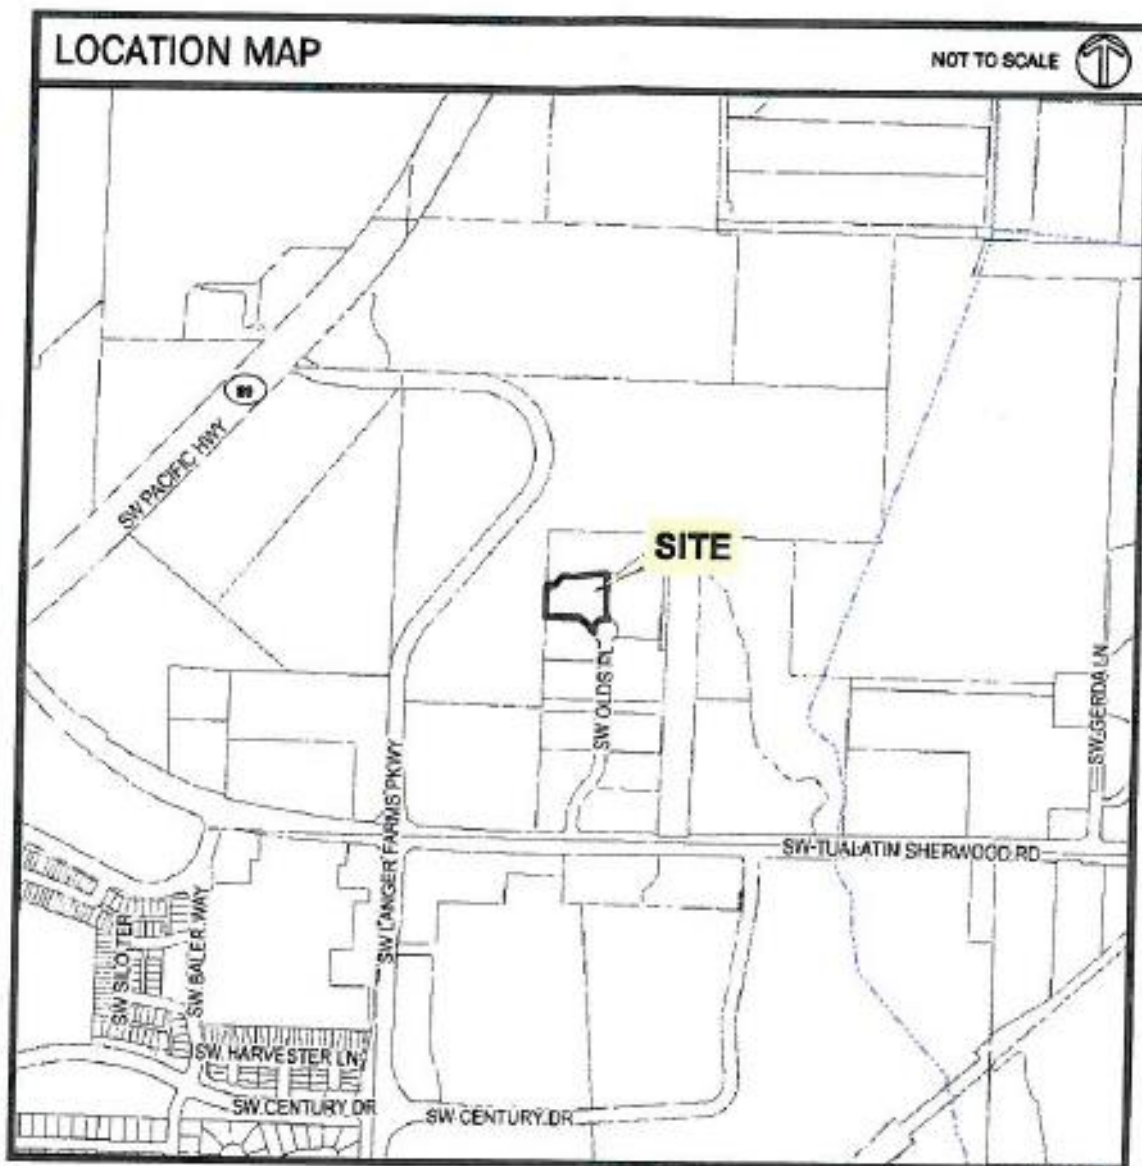 LOCATION MAP
NOT TO SCALE
SW PACIFIC HWY
SITE
SW OLDS PL
SW GERDA LN
SW LANGER FARMS PKWY
SW TUALATIN SHERWOOD RD
SW SILO TER
SW BALER WAY
SW HARVESTER LN
SW CENTURY DR
SW CENTURY DR